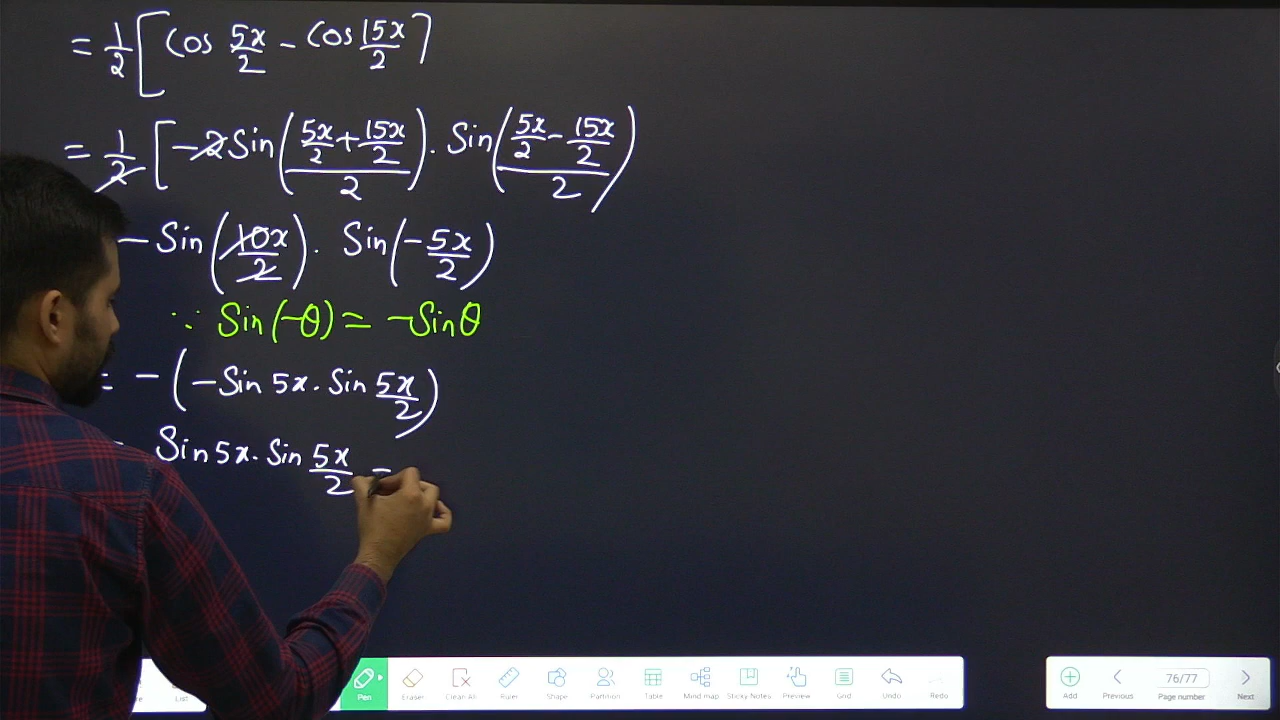 = 1/2 [Cos 5x/2 - Cos 15x/2]
= 1/2 [-2 Sin((5x/2 + 15x/2)/2) . Sin((5x/2 - 15x/2)/2)
- Sin(10x/2) . Sin(-5x/2)
∵ Sin(-θ) = -Sinθ
= -(-Sin 5x . Sin 5x/2)
Sin 5x . Sin 5x/2 =
Pen
Eraser
Clean All
Ruler
Shape
Partition
Table
Mind map
Sticky Notes
Preview
Grid
Undo
Redo
Add
Previous
76/77
Page number
Next